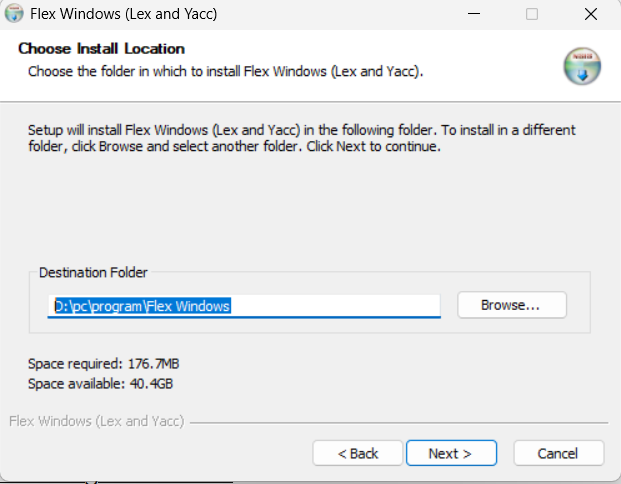 Flex Windows (Lex and Yacc)
Choose Install Location
Choose the folder in which to install Flex Windows (Lex and Yacc).
Setup will install Flex Windows (Lex and Yacc) in the following folder. To install in a different
folder, click Browse and select another folder. Click Next to continue.
Destination Folder
D:\pc\program\Flex Windows
Browse...
Space required: 176.7MB
Space available: 40.4GB
Flex Windows (Lex and Yacc)
< Back
Next >
Cancel